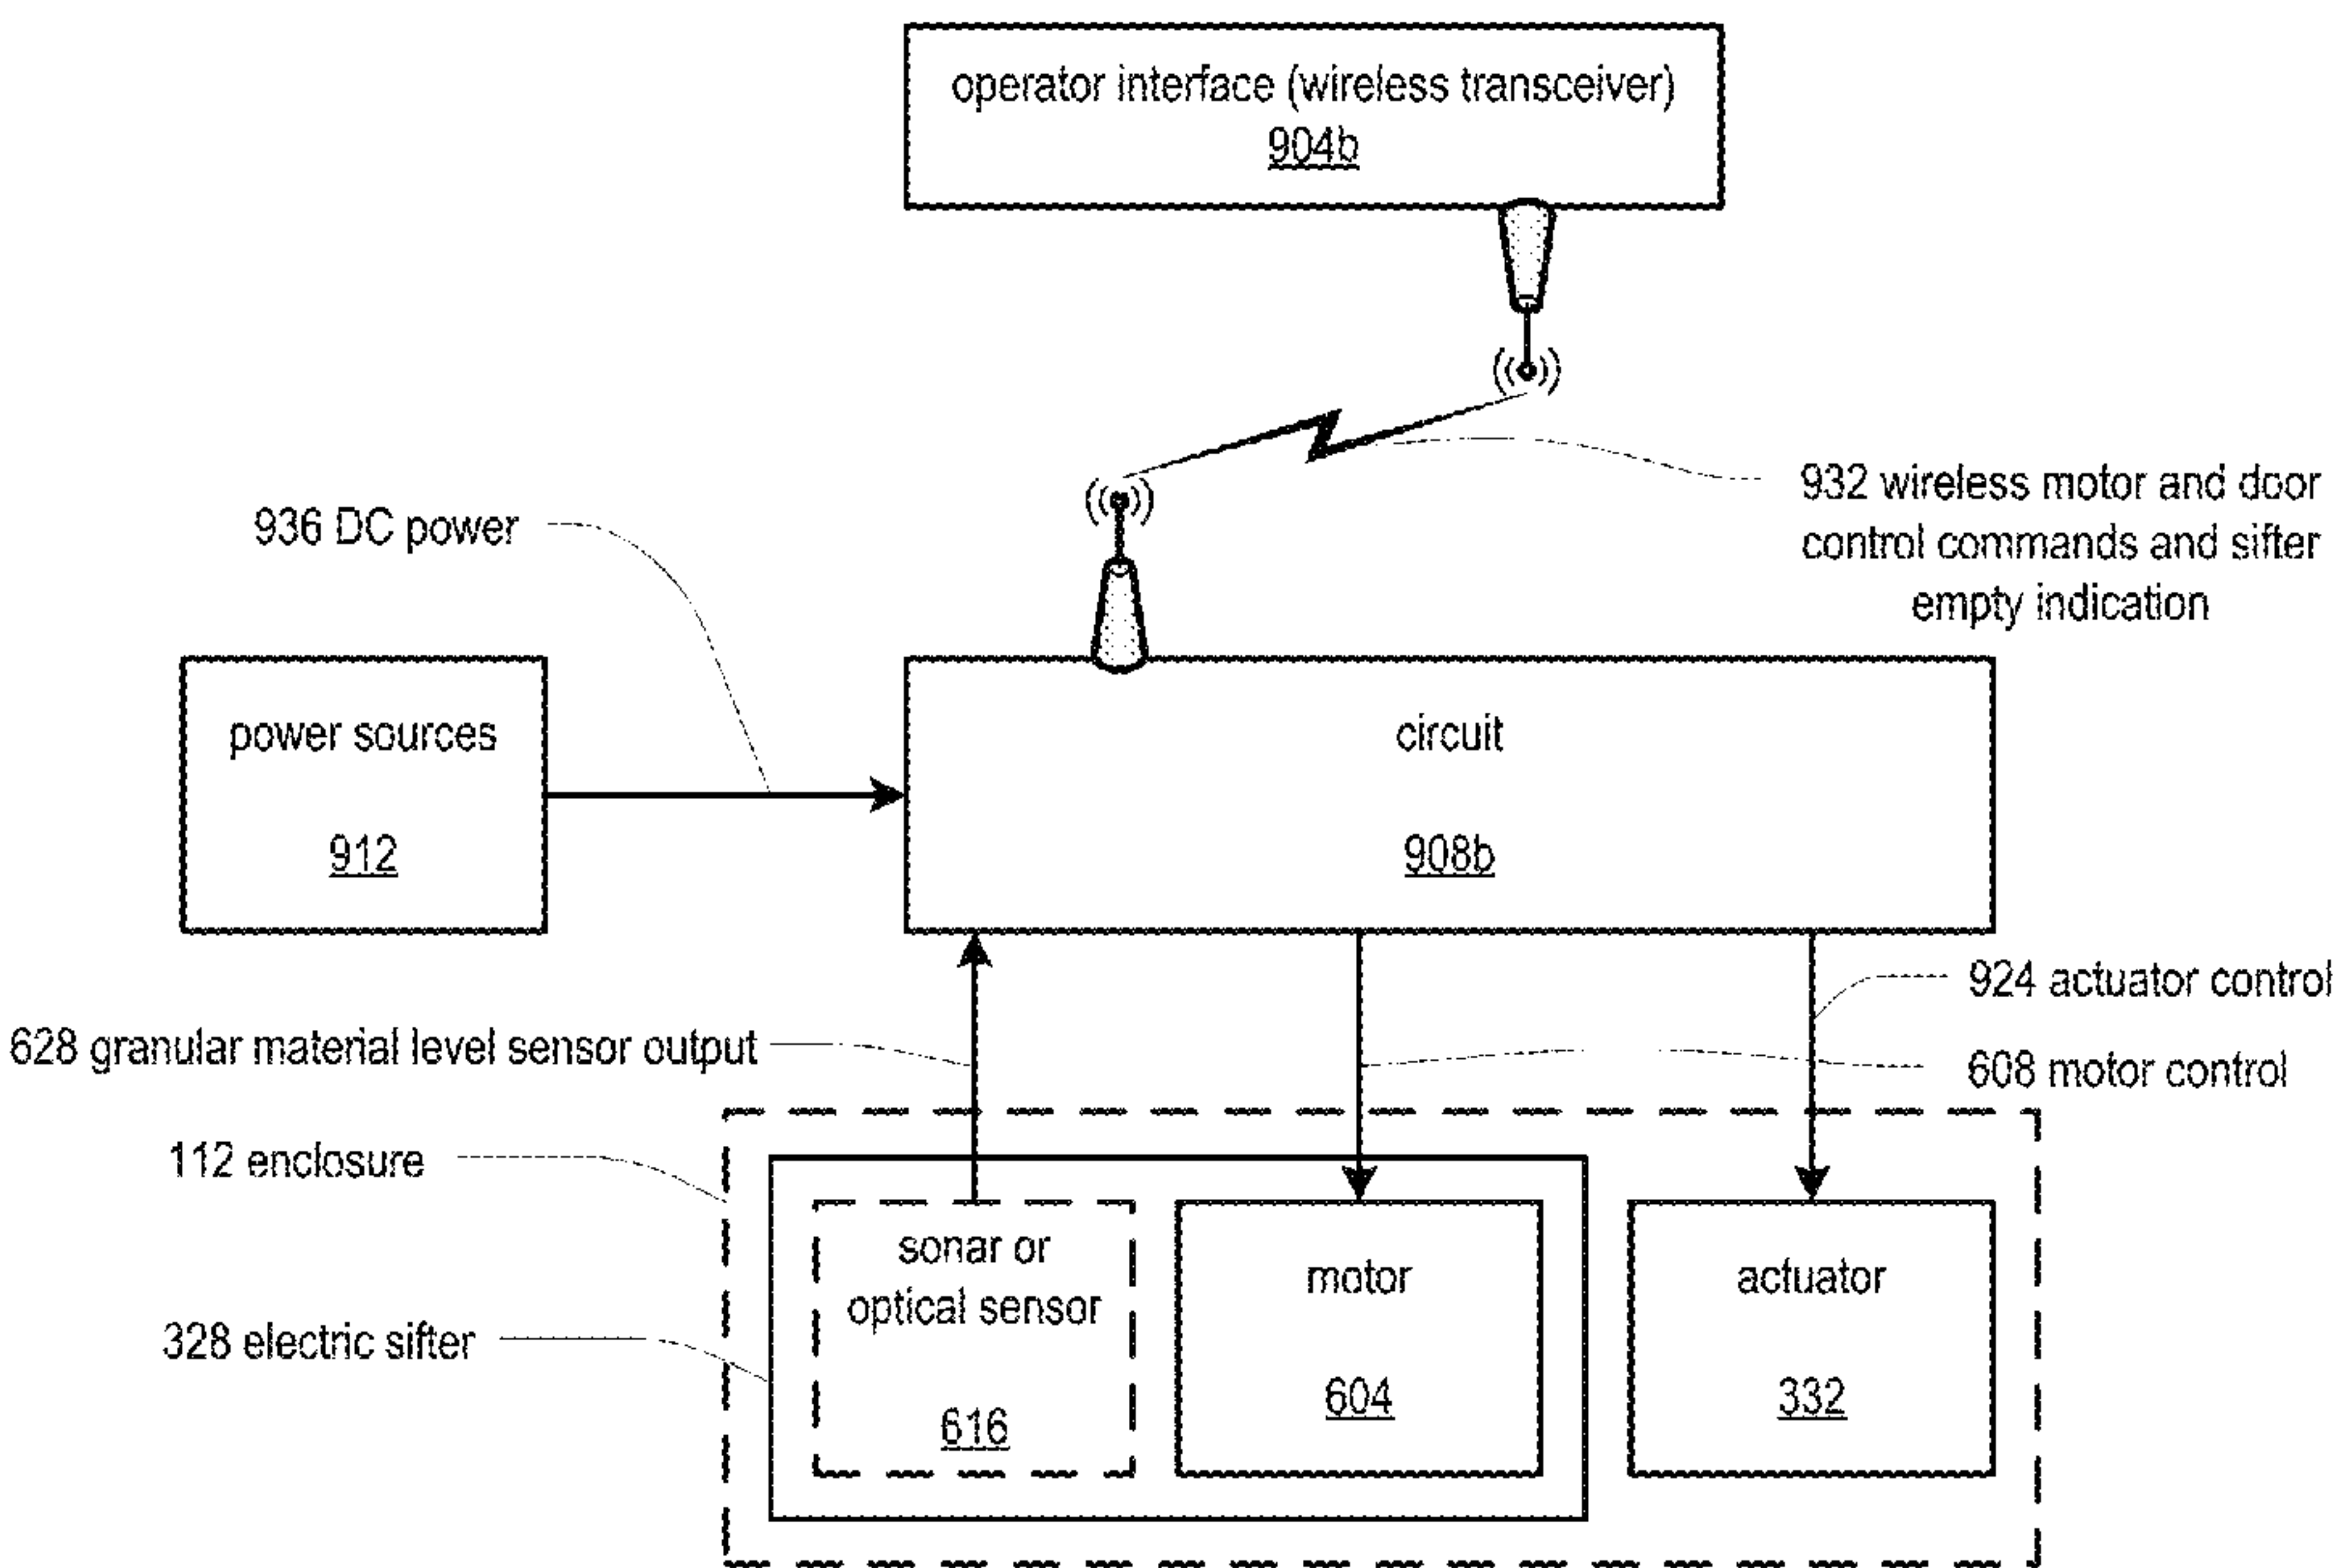 operator interface (wireless transceiver)
904b
932 wireless motor and door
control commands and sifter
empty indication
936 DC power
power sources
912
circuit
908b
924 actuator control
628 granular material level sensor output
608 motor control
112 enclosure
328 electric sifter
sonar or
optical sensor
616
motor
604
actuator
332